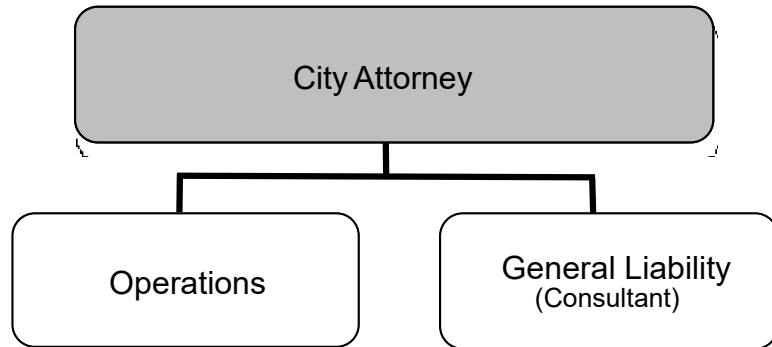 City Attorney
Operations
General Liability
(Consultant)